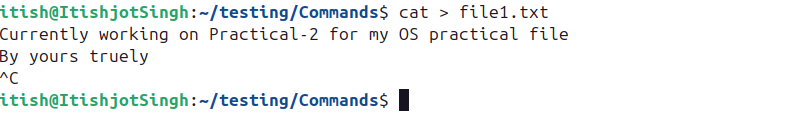 itish@ItishjotSingh:~/testing/Commands$ cat > file1.txt
Currently working on Practical-2 for my OS practical file
By yours truely
^C
itish@ItishjotSingh:~/testing/Commands$